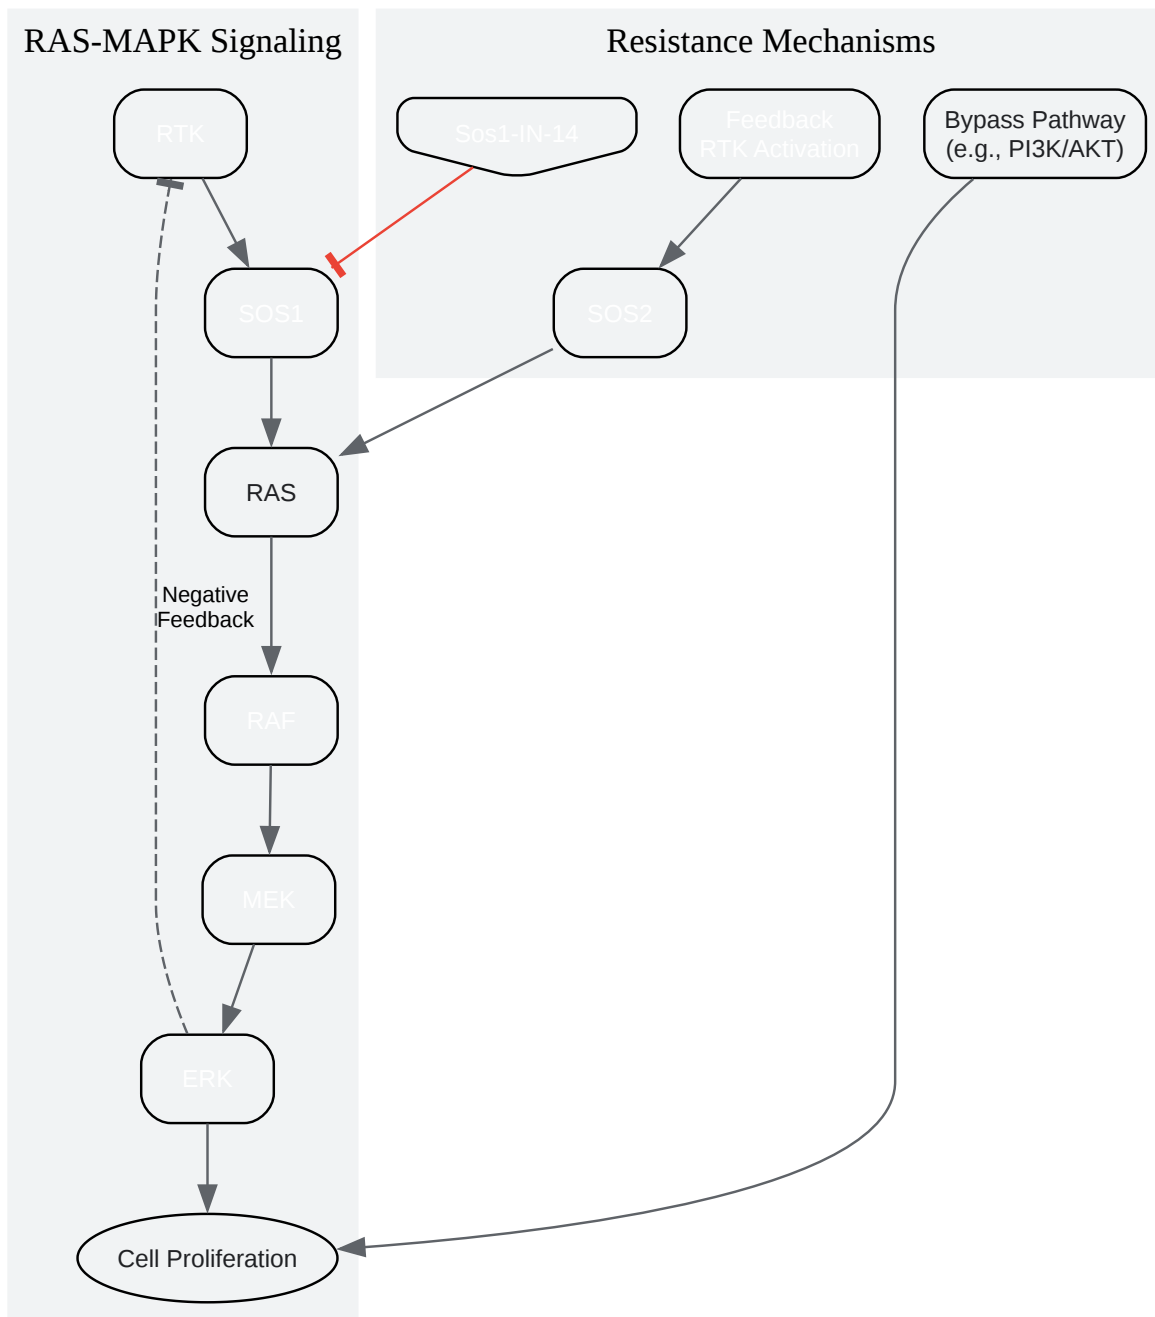 RAS-MAPK Signaling
Resistance Mechanisms
RTK
Sos1-IN-14
Feedback
RTK Activation
Bypass Pathway
(e.g., PI3K/AKT)
SOS1
SOS2
RAS
Negative
Feedback
RAF
MEK
ERK
Cell Proliferation